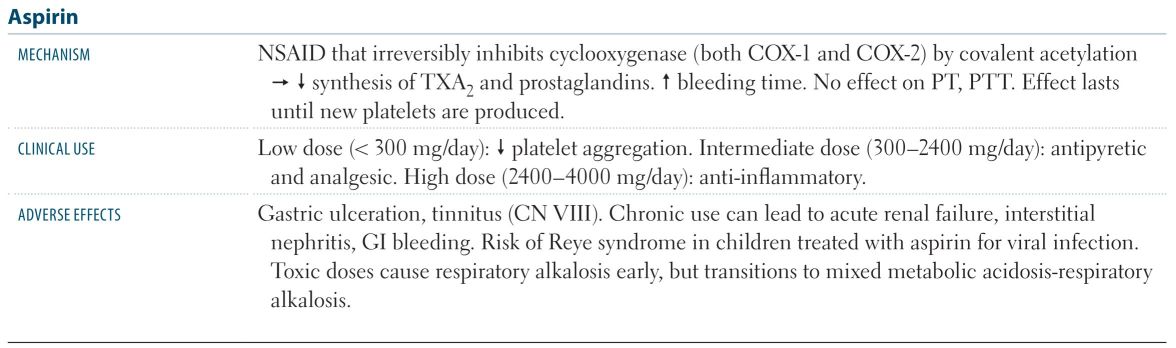 Aspirin
MECHANISM
NSAID that irreversibly inhibits cyclooxygenase (both COX-1 and COX-2) by covalent acetylation
→ ↓ synthesis of TXA₂ and prostaglandins. ↑ bleeding time. No effect on PT, PTT. Effect lasts
until new platelets are produced.
CLINICAL USE
Low dose (< 300 mg/day): ↓ platelet aggregation. Intermediate dose (300–2400 mg/day): antipyretic
and analgesic. High dose (2400–4000 mg/day): anti-inflammatory.
ADVERSE EFFECTS
Gastric ulceration, tinnitus (CN VIII). Chronic use can lead to acute renal failure, interstitial
nephritis, GI bleeding. Risk of Reye syndrome in children treated with aspirin for viral infection.
Toxic doses cause respiratory alkalosis early, but transitions to mixed metabolic acidosis-respiratory
alkalosis.